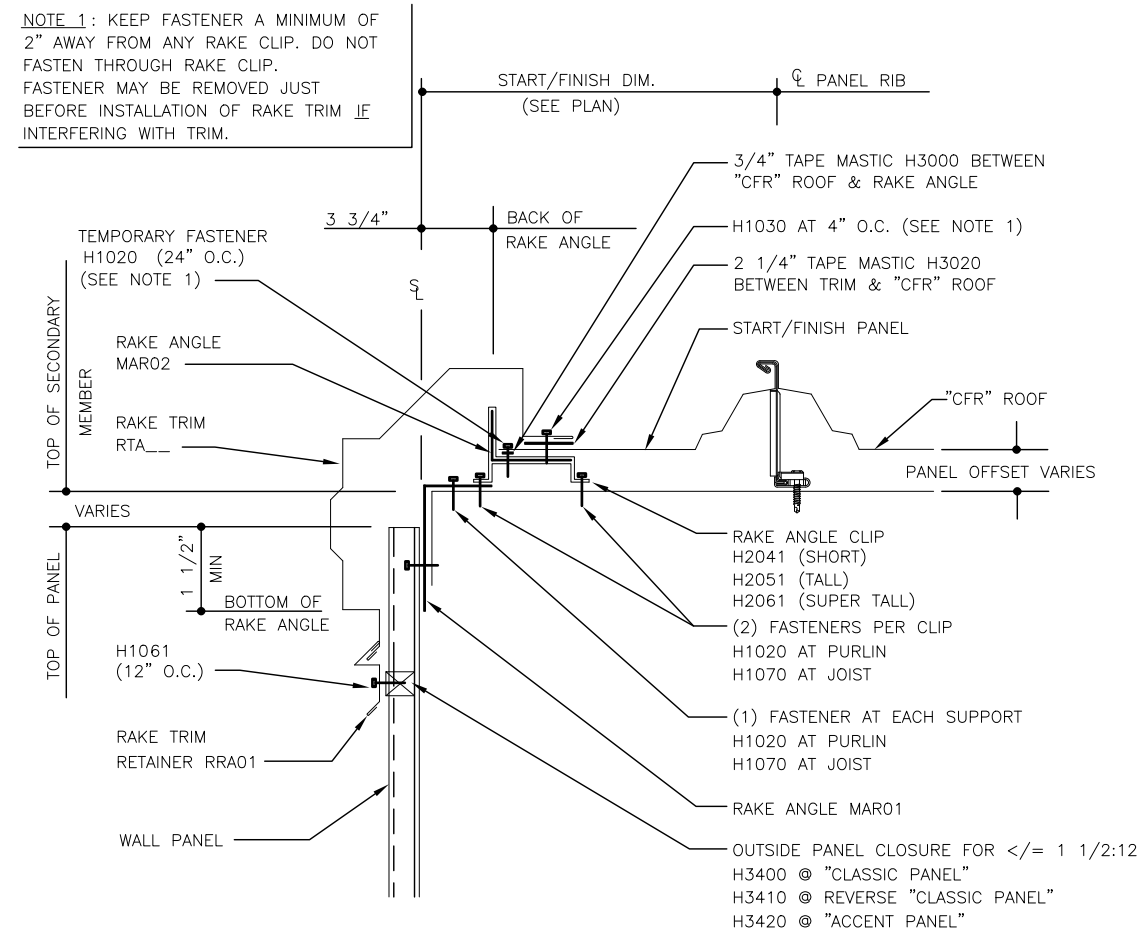 NOTE 1: KEEP FASTENER A MINIMUM OF
2" AWAY FROM ANY RAKE CLIP. DO NOT
FASTEN THROUGH RAKE CLIP.
FASTENER MAY BE REMOVED JUST
BEFORE INSTALLATION OF RAKE TRIM IF
INTERFERING WITH TRIM.
START/FINISH DIM.
(SEE PLAN)
℄ PANEL RIB
3/4" TAPE MASTIC H3000 BETWEEN
"CFR" ROOF & RAKE ANGLE
3 3/4"
BACK OF
RAKE ANGLE
H1030 AT 4" O.C. (SEE NOTE 1)
TEMPORARY FASTENER
H1020 (24" O.C.)
(SEE NOTE 1)
2 1/4" TAPE MASTIC H3020
BETWEEN TRIM & "CFR" ROOF
SL
START/FINISH PANEL
RAKE ANGLE
MAR02
TOP OF SECONDARY
MEMBER
"CFR" ROOF
RAKE TRIM
RTA__
PANEL OFFSET VARIES
VARIES
RAKE ANGLE CLIP
H2041 (SHORT)
H2051 (TALL)
H2061 (SUPER TALL)
TOP OF PANEL
1 1/2"
MIN
BOTTOM OF
RAKE ANGLE
(2) FASTENERS PER CLIP
H1020 AT PURLIN
H1070 AT JOIST
H1061
(12" O.C.)
(1) FASTENER AT EACH SUPPORT
H1020 AT PURLIN
H1070 AT JOIST
RAKE TRIM
RETAINER RRA01
RAKE ANGLE MAR01
WALL PANEL
OUTSIDE PANEL CLOSURE FOR </= 1 1/2:12
H3400 @ "CLASSIC PANEL"
H3410 @ REVERSE "CLASSIC PANEL"
H3420 @ "ACCENT PANEL"